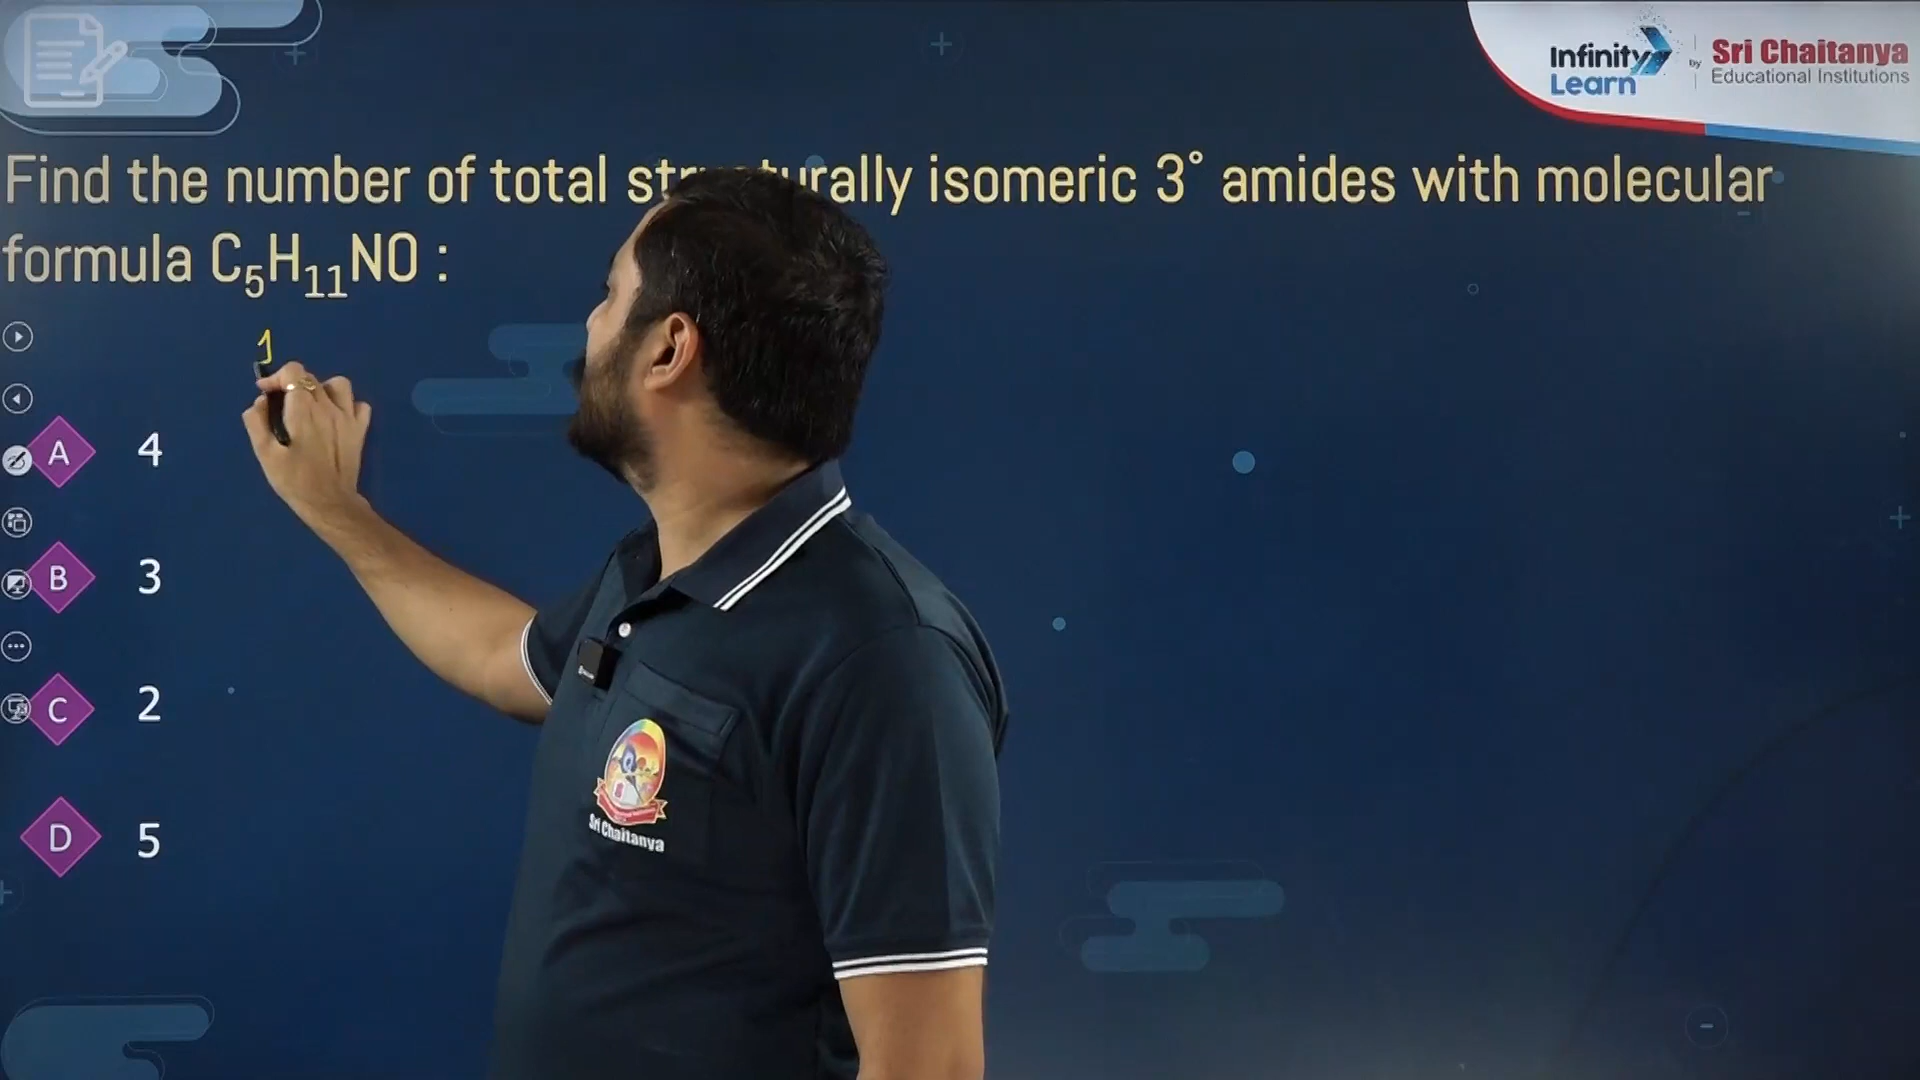 Infinity
Learn
by
Sri Chaitanya
Educational Institutions
Find the number of total structurally isomeric 3° amides with molecular
formula C₅H₁₁NO :
1
A 4
B 3
C 2
D 5
Sri Chaitanya